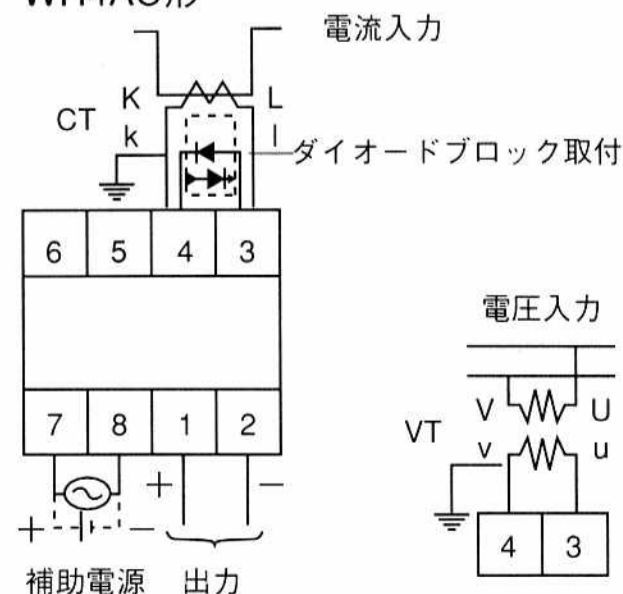 電流入力
K
L
CT
k
l
ダイオードブロック取付
6 5 4 3
7 8 1 2
+ −
+ −
補助電源 出力
電圧入力
V U
VT
v u
4 3